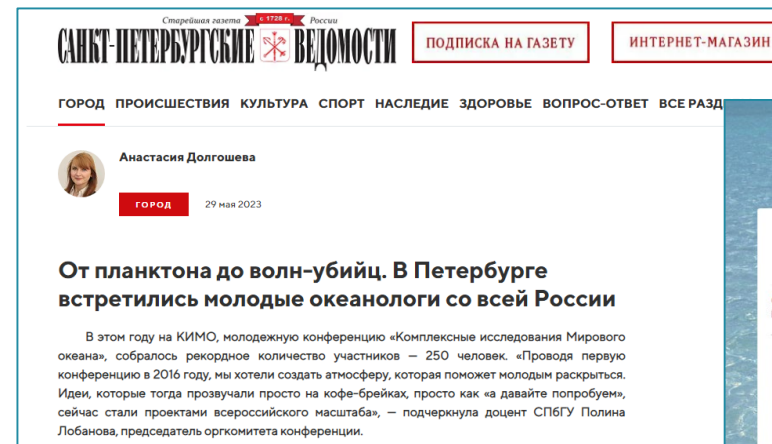 Старейшая газета с 1728 г. России
САНКТ-ПЕТЕРБУРГСКИЕ ВЕДОМОСТИ
ПОДПИСКА НА ГАЗЕТУ
ИНТЕРНЕТ-МАГАЗИН
ГОРОД ПРОИСШЕСТВИЯ КУЛЬТУРА СПОРТ НАСЛЕДИЕ ЗДОРОВЬЕ ВОПРОС-ОТВЕТ ВСЕ РАЗД
Анастасия Долгошева
ГОРОД 29 мая 2023
От планктона до волн-убийц. В Петербурге
встретились молодые океанологи со всей России
В этом году на КИМО, молодежную конференцию «Комплексные исследования Мирового
океана», собралось рекордное количество участников — 250 человек. «Проводя первую
конференцию в 2016 году, мы хотели создать атмосферу, которая поможет молодым раскрыться.
Идеи, которые тогда прозвучали просто на кофе-брейках, просто как «а давайте попробуем»,
сейчас стали проектами всероссийского масштаба», — подчеркнула доцент СПбГУ Полина
Лобанова, председатель оргкомитета конференции.